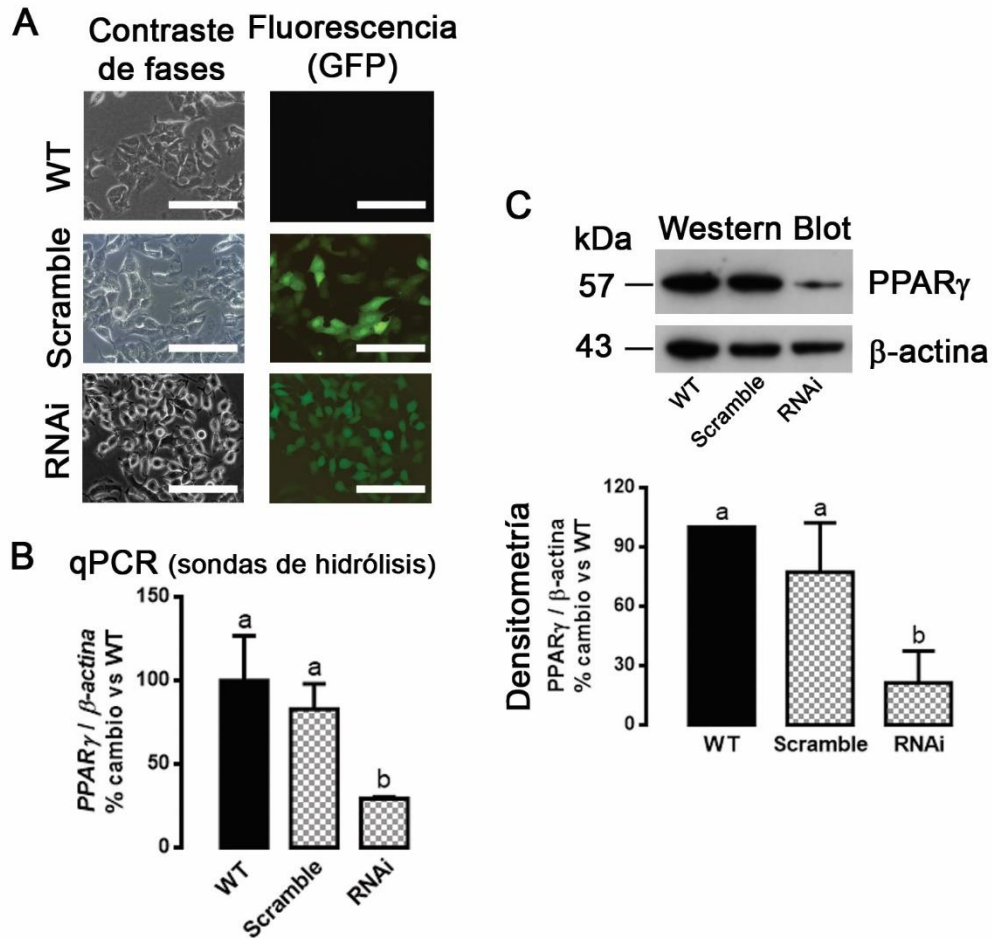 A
Contraste de fases
Fluorescencia (GFP)
WT
Scramble
RNAi
B
qPCR (sondas de hidrólisis)
PPARγ / β-actina
% cambio vs WT
150
100
50
0
a
a
b
WT
Scramble
RNAi
C
kDa
Western Blot
57
PPARγ
43
β-actina
WT
Scramble
RNAi
Densitometría
PPARγ / β-actina
% cambio vs WT
120
90
60
30
0
a
a
b
WT
Scramble
RNAi